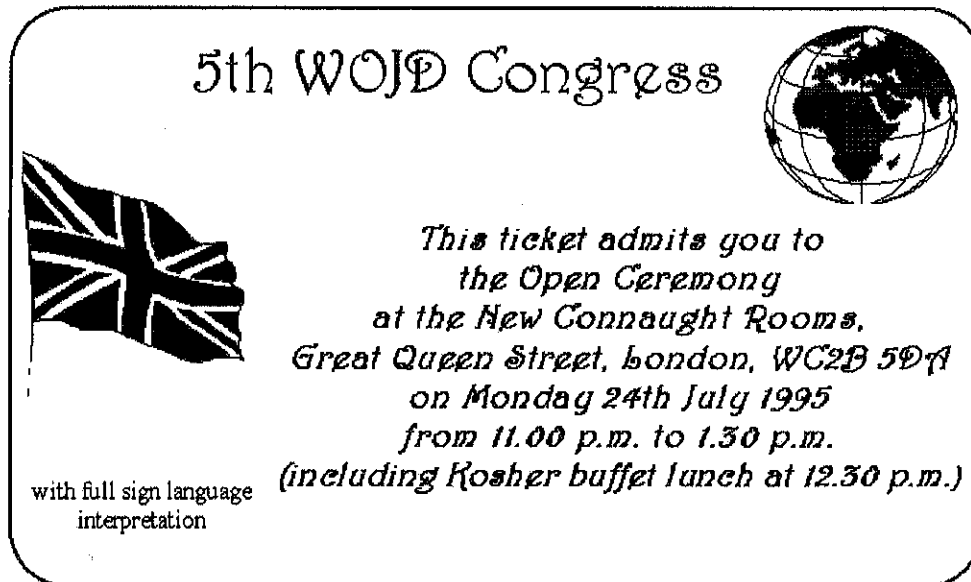 5th WOJD Congress
This ticket admits you to
the Open Ceremony
at the New Connaught Rooms,
Great Queen Street, London, WC2B 5DA
on Monday 24th July 1995
from 11.00 p.m. to 1.30 p.m.
(including Kosher buffet lunch at 12.30 p.m.)
with full sign language
interpretation